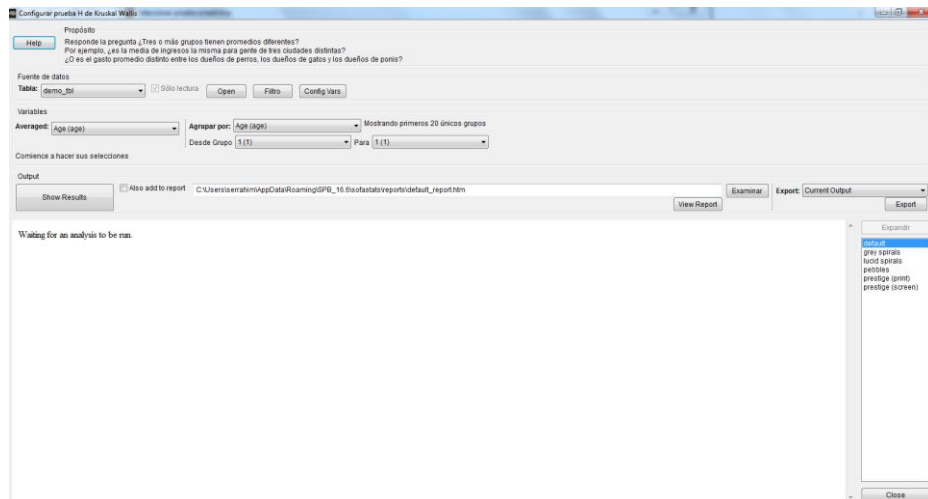 Configurar prueba H de Kruskal Wallis
Propósito
Help
Responde la pregunta ¿Tres o más grupos tienen promedios diferentes?
Por ejemplo, ¿es la media de ingresos la misma para gente de tres ciudades distintas?
¿O es el gasto promedio distinto entre los dueños de perros, los dueños de gatos y los dueños de ponis?
Fuente de datos
Tabla: demo_tbl Sólo lectura Open Filtro Config Vars
Variables
Averaged: Age (age) Agrupar por: Age (age) Mostrando primeros 20 únicos grupos
Desde Grupo 1 (1) Para 1 (1)
Comience a hacer sus selecciones
Output
Show Results Also add to report C:\Users\serrahim\AppData\Roaming\SPB_16.6\sofastats\reports\default_report.htm Examinar Export: Current Output
View Report Export
Waiting for an analysis to be run.
Expandir
default
grey spirals
lucid spirals
pebbles
prestige (print)
prestige (screen)
Close